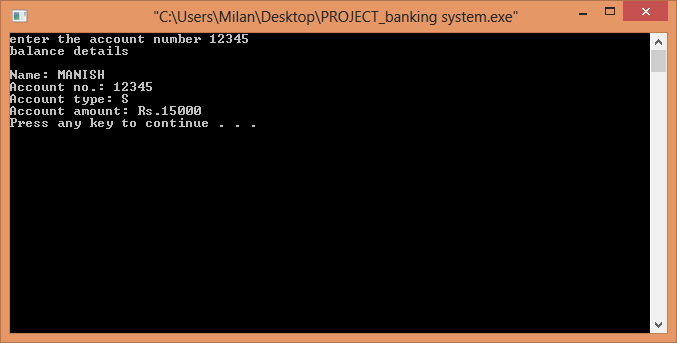 "C:\Users\Milan\Desktop\PROJECT_banking system.exe"
enter the account number 12345
balance details
Name: MANISH
Account no.: 12345
Account type: S
Account amount: Rs.15000
Press any key to continue . . .